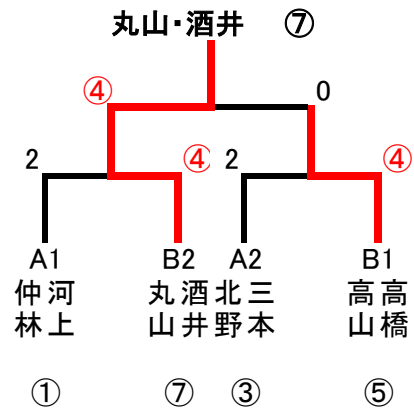 丸山・酒井 ⑦
④ 0
2 ④ 2 ④
A1 B2 A2 B1
仲河 丸酒 北三 高高
林上 山井 野本 山橋
① ⑦ ③ ⑤